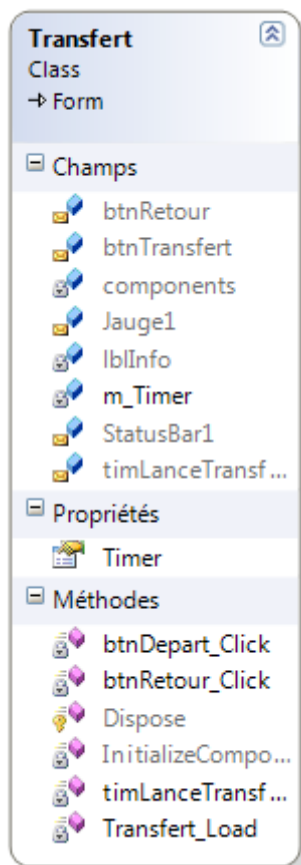 Transfert
Class
Form
Champs
btnRetour
btnTransfert
components
Jauge1
lblInfo
m_Timer
StatusBar1
timLanceTransf...
Propriétés
Timer
Méthodes
btnDepart_Click
btnRetour_Click
Dispose
InitializeCompo...
timLanceTransf...
Transfert_Load